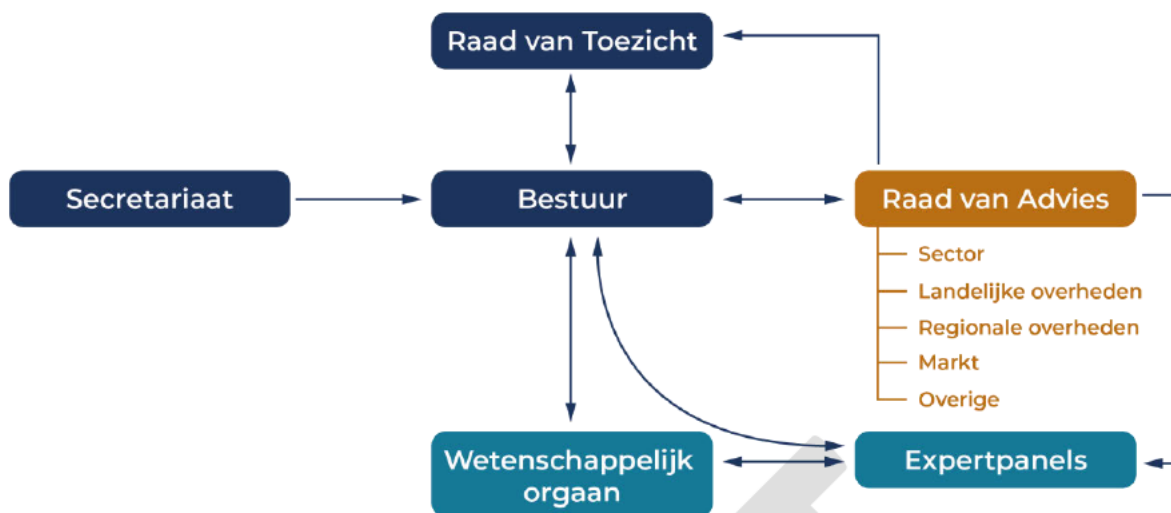 Raad van Toezicht
Secretariaat
Bestuur
Raad van Advies
Sector
Landelijke overheden
Regionale overheden
Markt
Overige
Wetenschappelijk
orgaan
Expertpanels